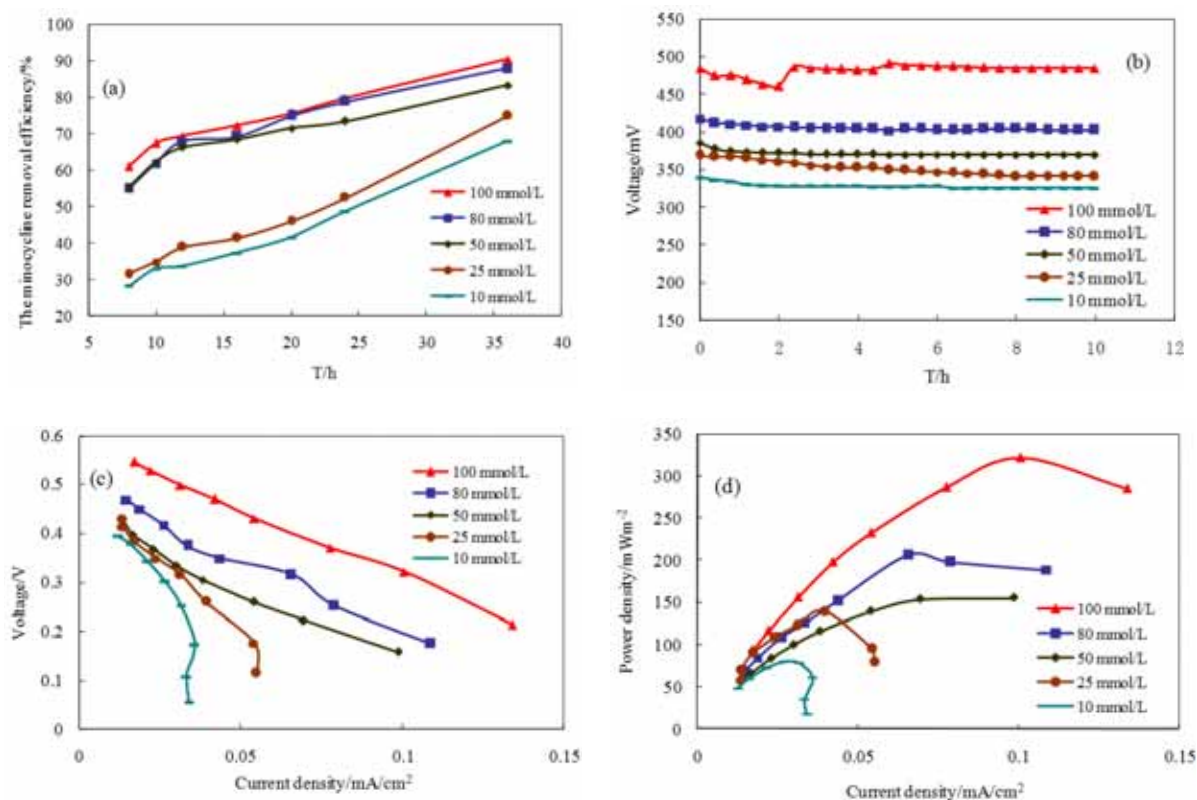 (a)
The minocycline removal efficiency/%
100
90
80
70
60
50
40
30
20
5 10 15 20 25 30 35 40
T/h
100 mmol/L
80 mmol/L
50 mmol/L
25 mmol/L
10 mmol/L
(b)
Voltage/mV
550
500
450
400
350
300
250
200
150
0 2 4 6 8 10 12
T/h
100 mmol/L
80 mmol/L
50 mmol/L
25 mmol/L
10 mmol/L
(c)
Voltage/V
0.6
0.5
0.4
0.3
0.2
0.1
0
0 0.05 0.1 0.15
Current density/mA/cm²
100 mmol/L
80 mmol/L
50 mmol/L
25 mmol/L
10 mmol/L
(d)
Power density/m Wm⁻²
350
300
250
200
150
100
50
0
0 0.05 0.1 0.15
Current density/mA/cm²
100 mmol/L
80 mmol/L
50 mmol/L
25 mmol/L
10 mmol/L